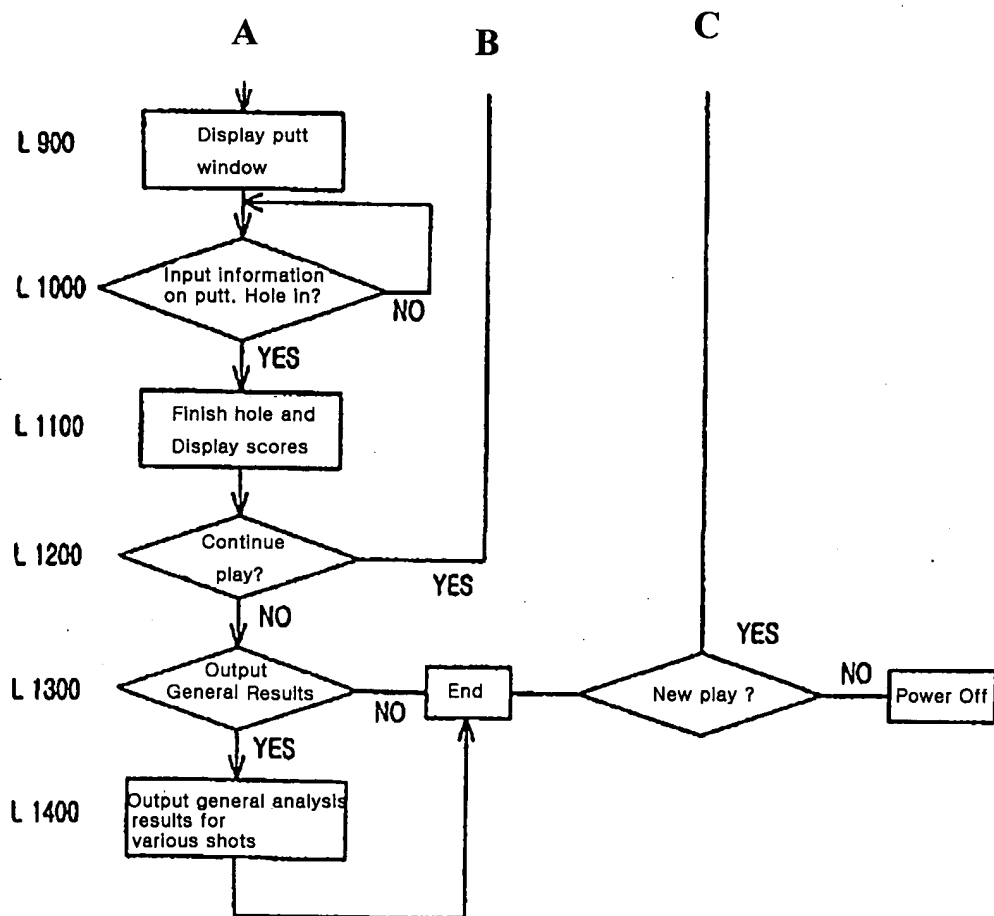 A
B
C
L 900
Display putt
window
L 1000
Input information
on putt. Hole in?
NO
YES
L 1100
Finish hole and
Display scores
L 1200
Continue
play?
YES
NO
L 1300
Output
General Results
NO
End
New play ?
YES
NO
Power Off
YES
L 1400
Output general analysis
results for
various shots